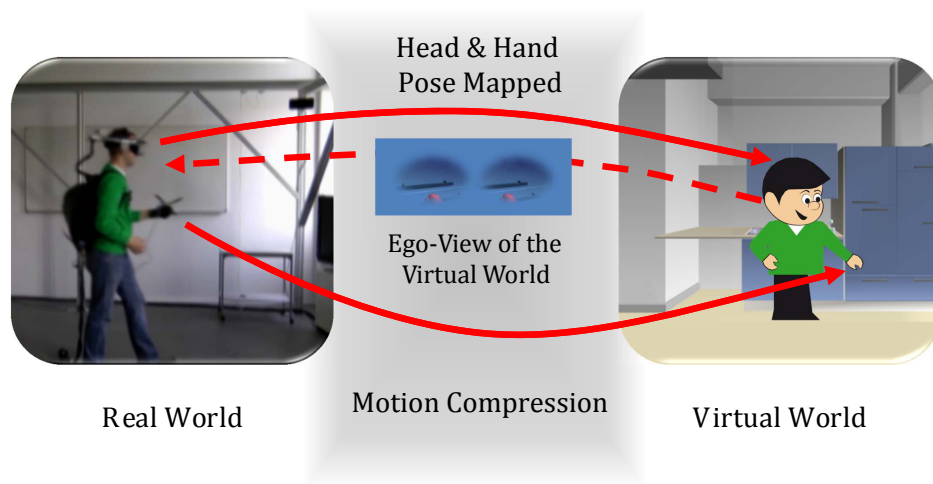 Head & Hand
Pose Mapped
Ego-View of the
Virtual World
Real World
Motion Compression
Virtual World